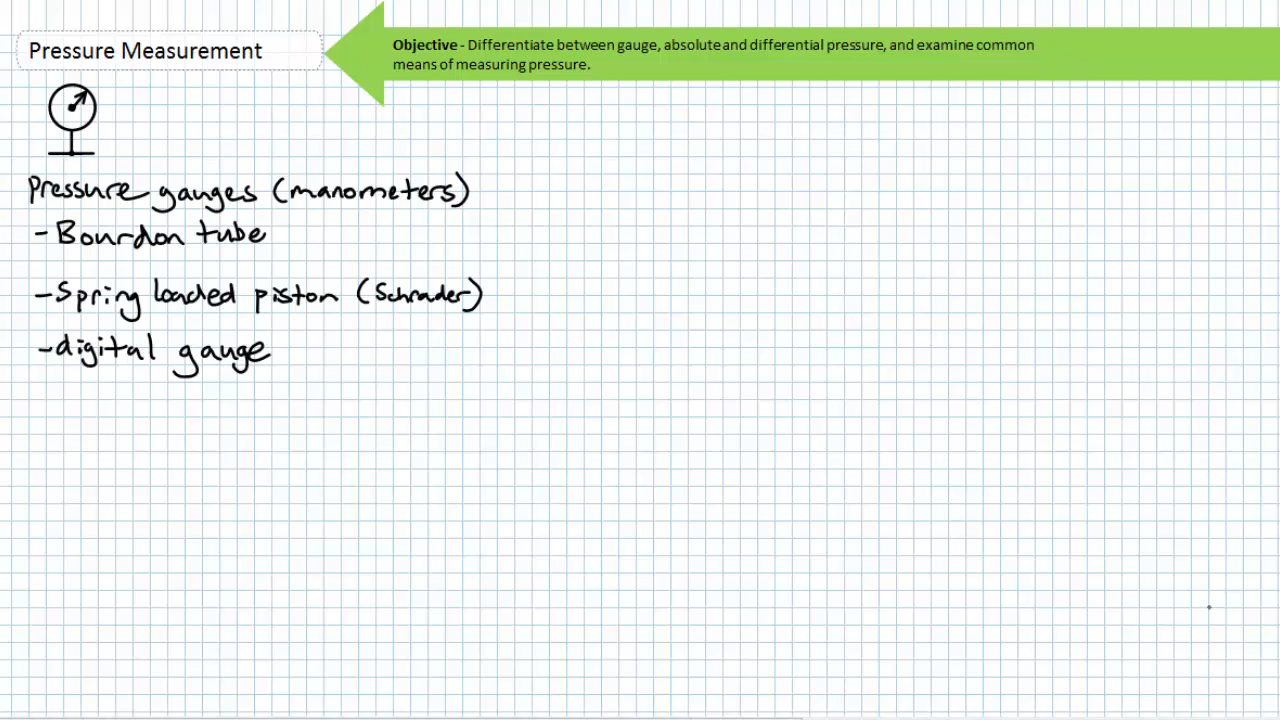 Pressure Measurement
Objective - Differentiate between gauge, absolute and differential pressure, and examine common
means of measuring pressure.
Pressure gauges (manometers)
- Bourdon tube
- Spring loaded piston (Schrader)
- digital gauge